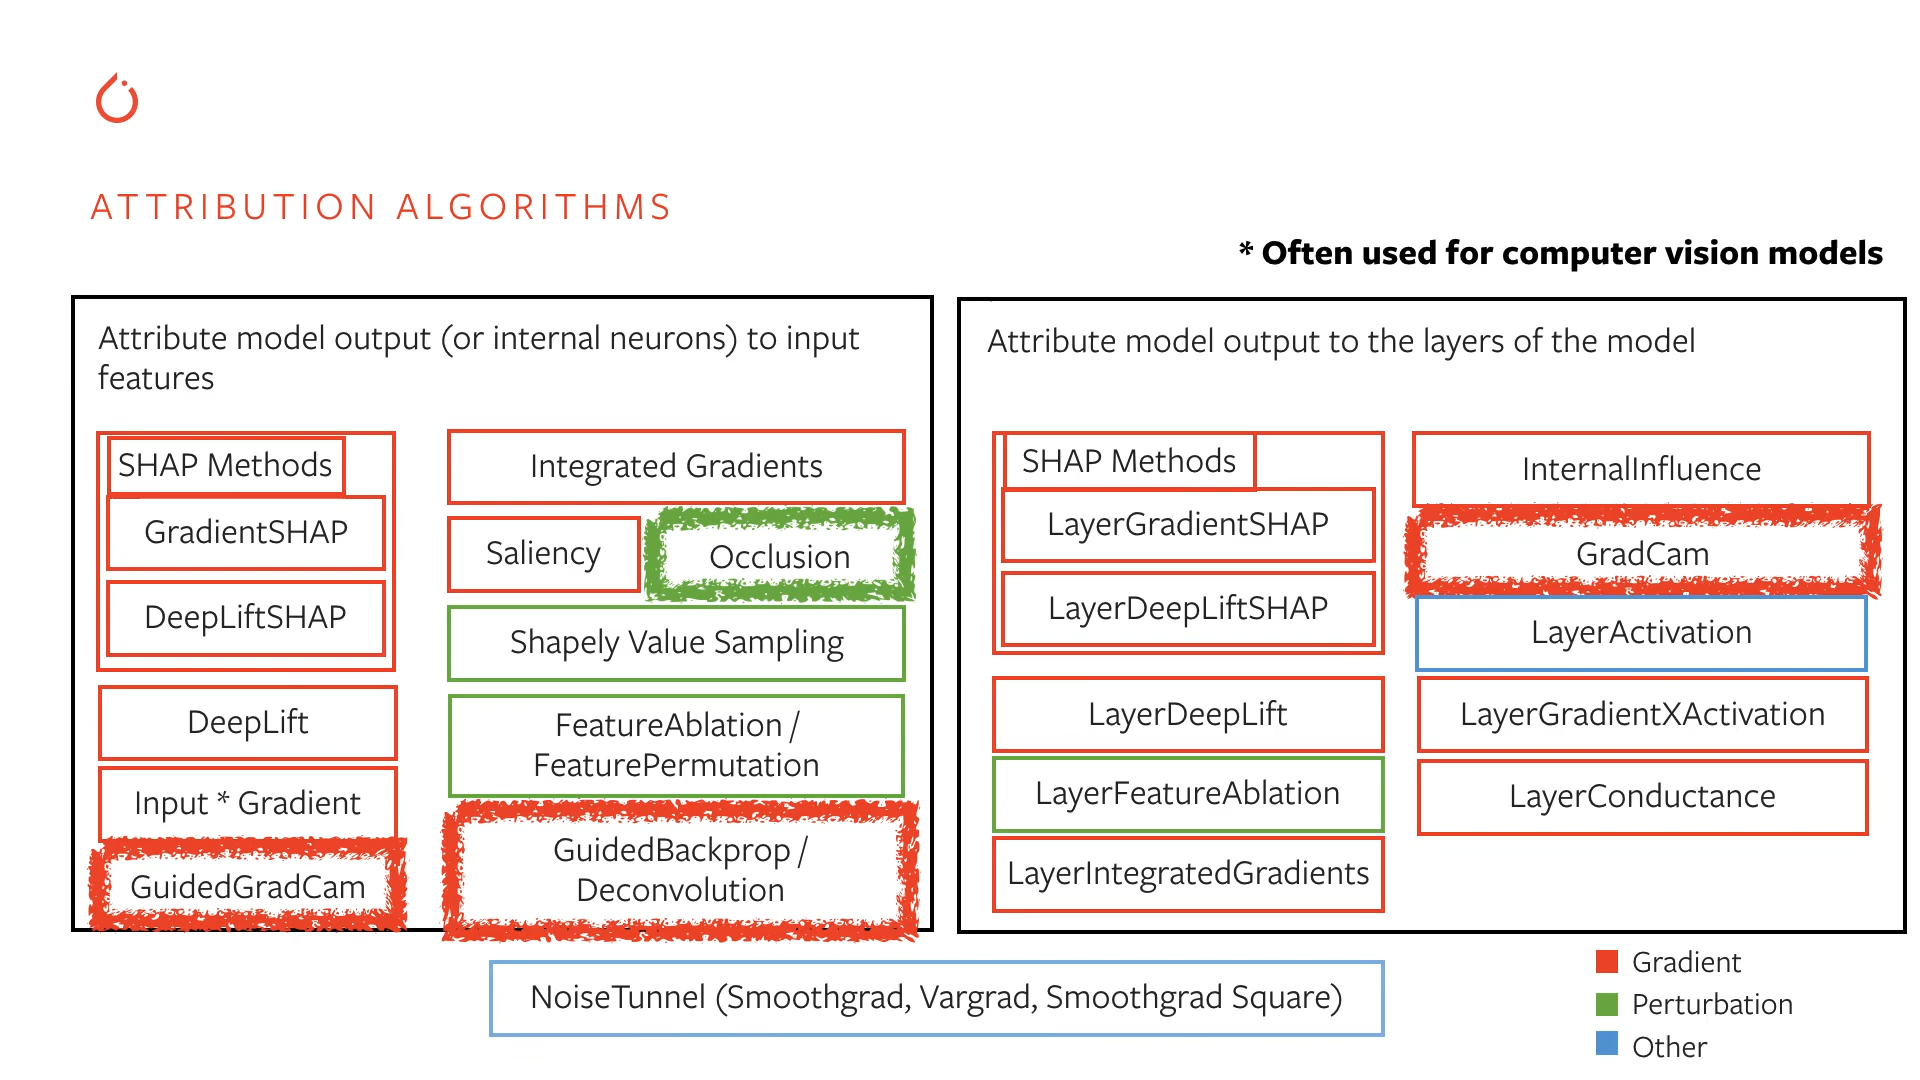 ATTRIBUTION ALGORITHMS
* Often used for computer vision models
Attribute model output (or internal neurons) to input
features
SHAP Methods
GradientSHAP
DeepLiftSHAP
DeepLift
Input * Gradient
GuidedGradCam
Integrated Gradients
Saliency
Occlusion
Shapely Value Sampling
FeatureAblation /
FeaturePermutation
GuidedBackprop /
Deconvolution
Attribute model output to the layers of the model
SHAP Methods
LayerGradientSHAP
LayerDeepLiftSHAP
LayerDeepLift
LayerFeatureAblation
LayerIntegratedGradients
InternalInfluence
GradCam
LayerActivation
LayerGradientXActivation
LayerConductance
NoiseTunnel (Smoothgrad, Vargrad, Smoothgrad Square)
Gradient
Perturbation
Other